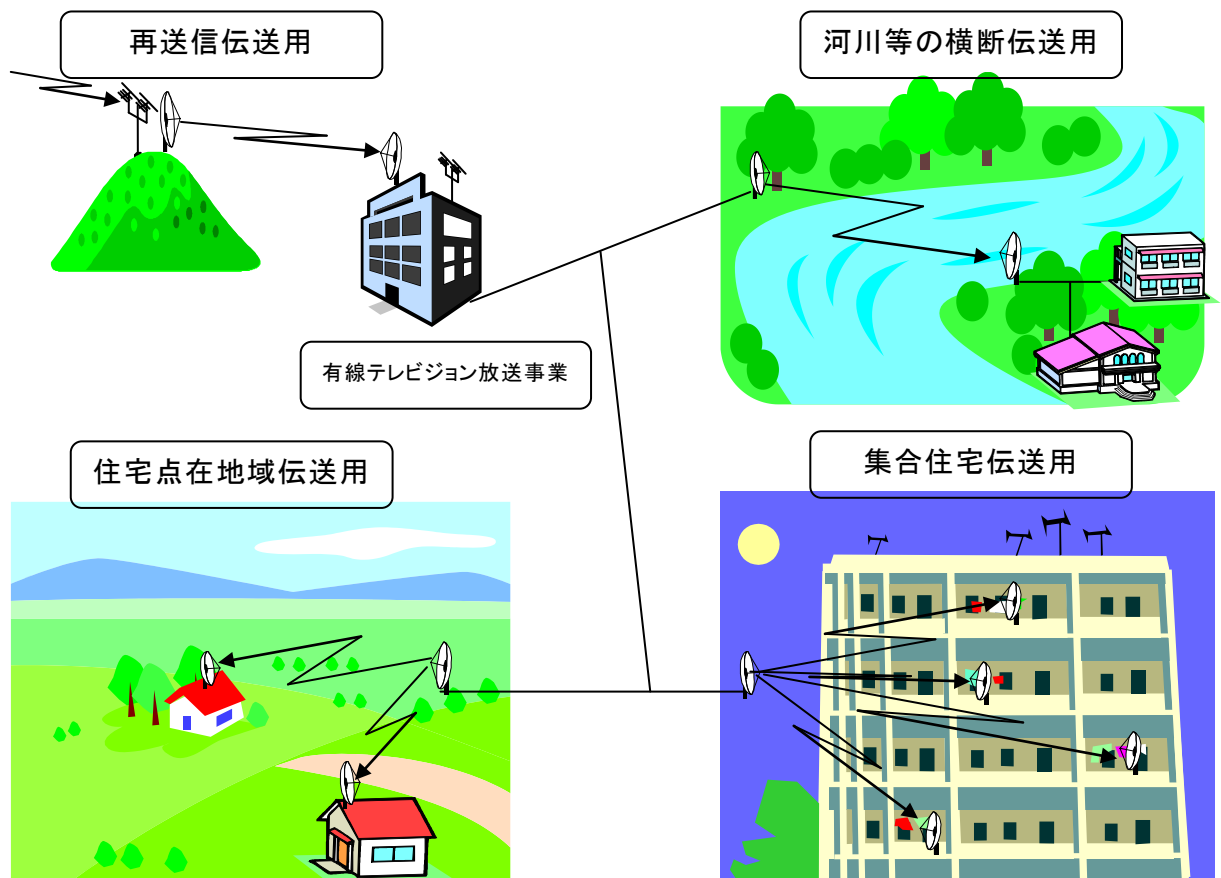 再送信伝送用
河川等の横断伝送用
有線テレビジョン放送事業
住宅点在地域伝送用
集合住宅伝送用